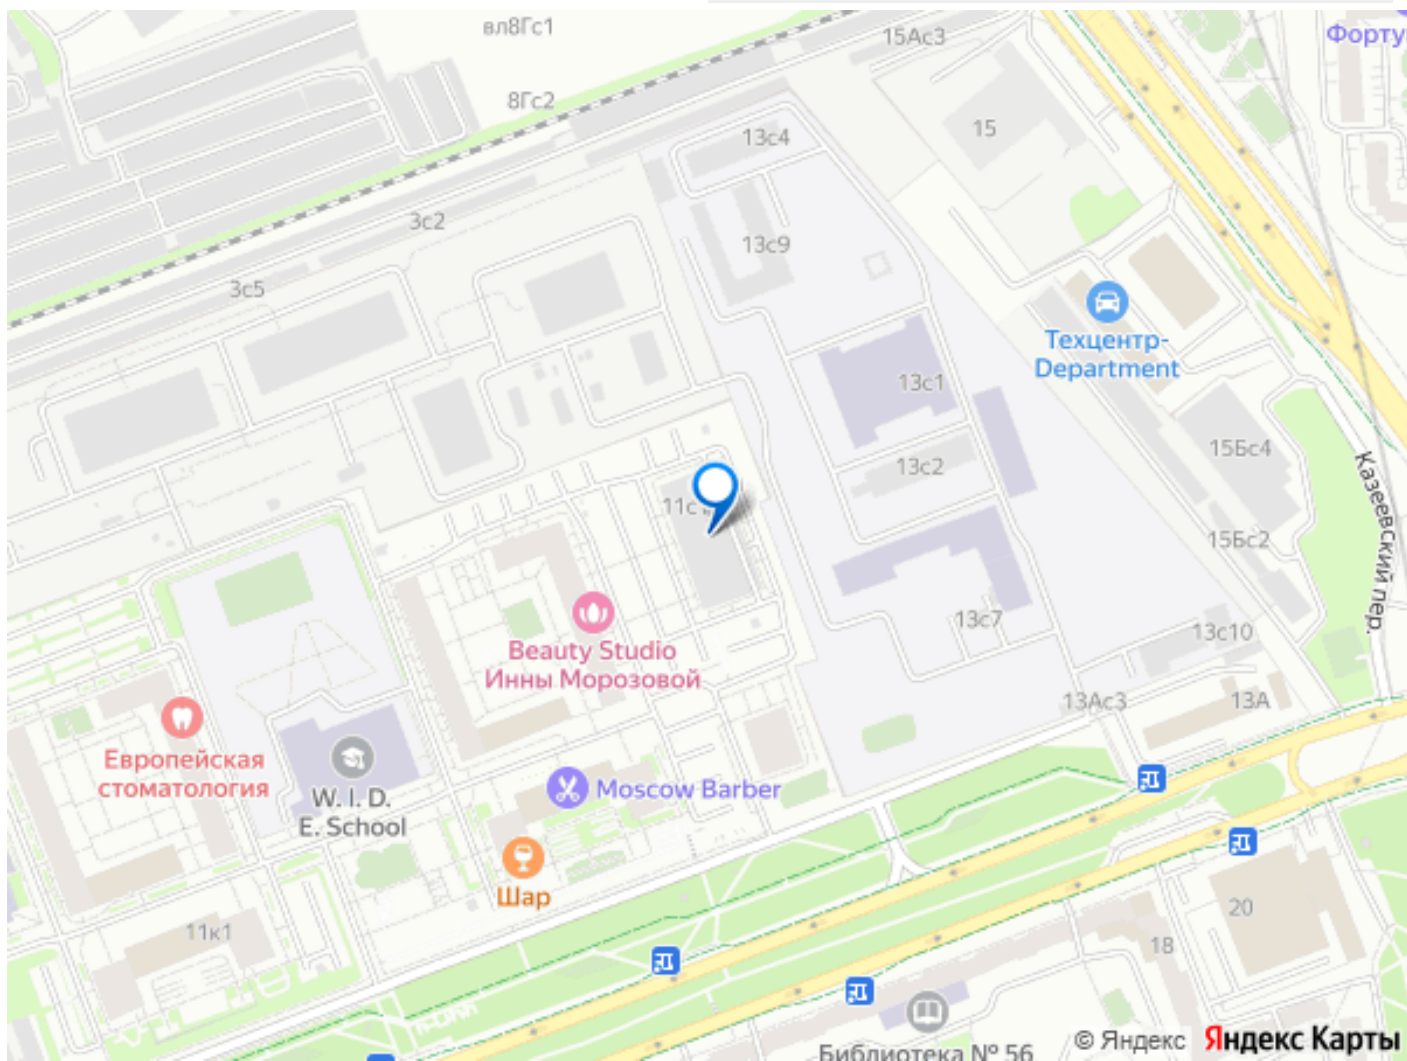 вл8Гс1
15Ас3
Форту
8Гс2
13с4
15
3с2
13с9
3с5
Техцентр-
Department
13с1
15Бс4
13с2
Казеевский пер.
11с
15Бс2
13с7
13с10
Beauty Studio
Инны Морозовой
13Ас3
13А
Европейская
стоматология
W. I. D.
E. School
Moscow Barber
Шар
20
11к1
18
Библиотека № 56
© Яндекс Яндекс Карты